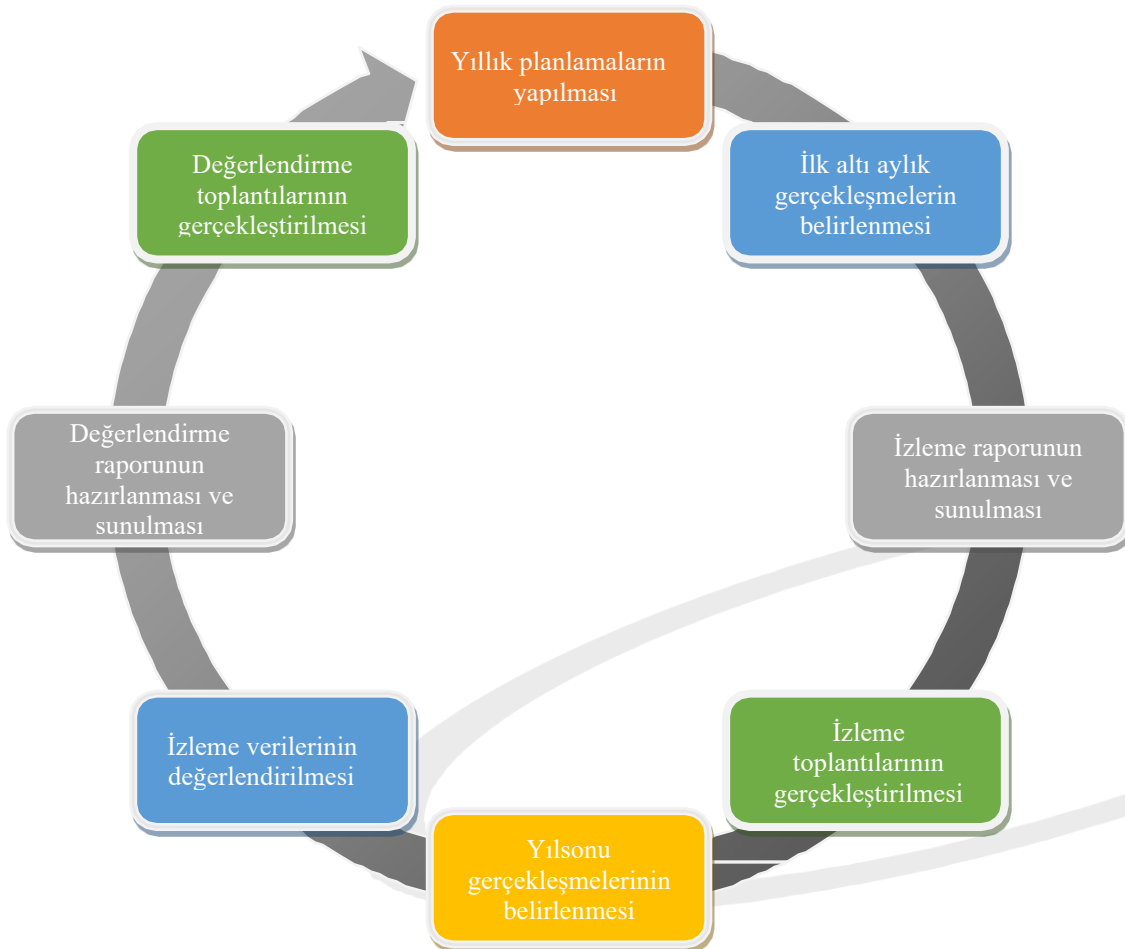 Yıllık planlamaların
yapılması
İlk altı aylık
gerçekleşmelerin
belirlenmesi
İzleme raporunun
hazırlanması ve
sunulması
İzleme
toplantılarının
gerçekleştirilmesi
Yılsonu
gerçekleşmelerinin
belirlenmesi
İzleme verilerinin
değerlendirilmesi
Değerlendirme
raporunun
hazırlanması ve
sunulması
Değerlendirme
toplantılarının
gerçekleştirilmesi